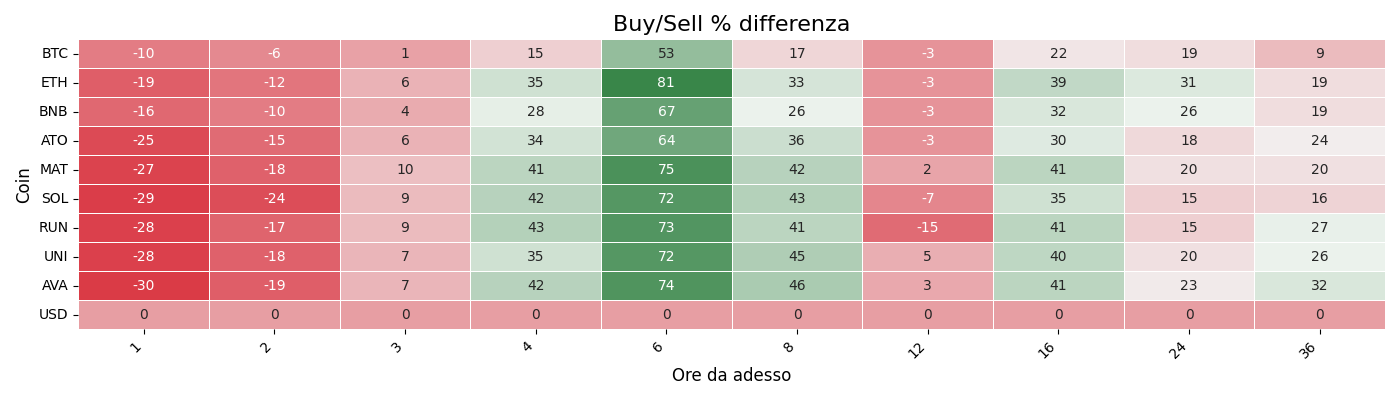 Buy/Sell % differenza
Coin
BTC -10 -6 1 15 53 17 -3 22 19 9
ETH -19 -12 6 35 81 33 -3 39 31 19
BNB -16 -10 4 28 67 26 -3 32 26 19
ATO -25 -15 6 34 64 36 -3 30 18 24
MAT -27 -18 10 41 75 42 2 41 20 20
SOL -29 -24 9 42 72 43 -7 35 15 16
RUN -28 -17 9 43 73 41 -15 41 15 27
UNI -28 -18 7 35 72 45 5 40 20 26
AVA -30 -19 7 42 74 46 3 41 23 32
USD 0 0 0 0 0 0 0 0 0 0
1 2 3 4 6 8 12 16 24 36
Ore da adesso